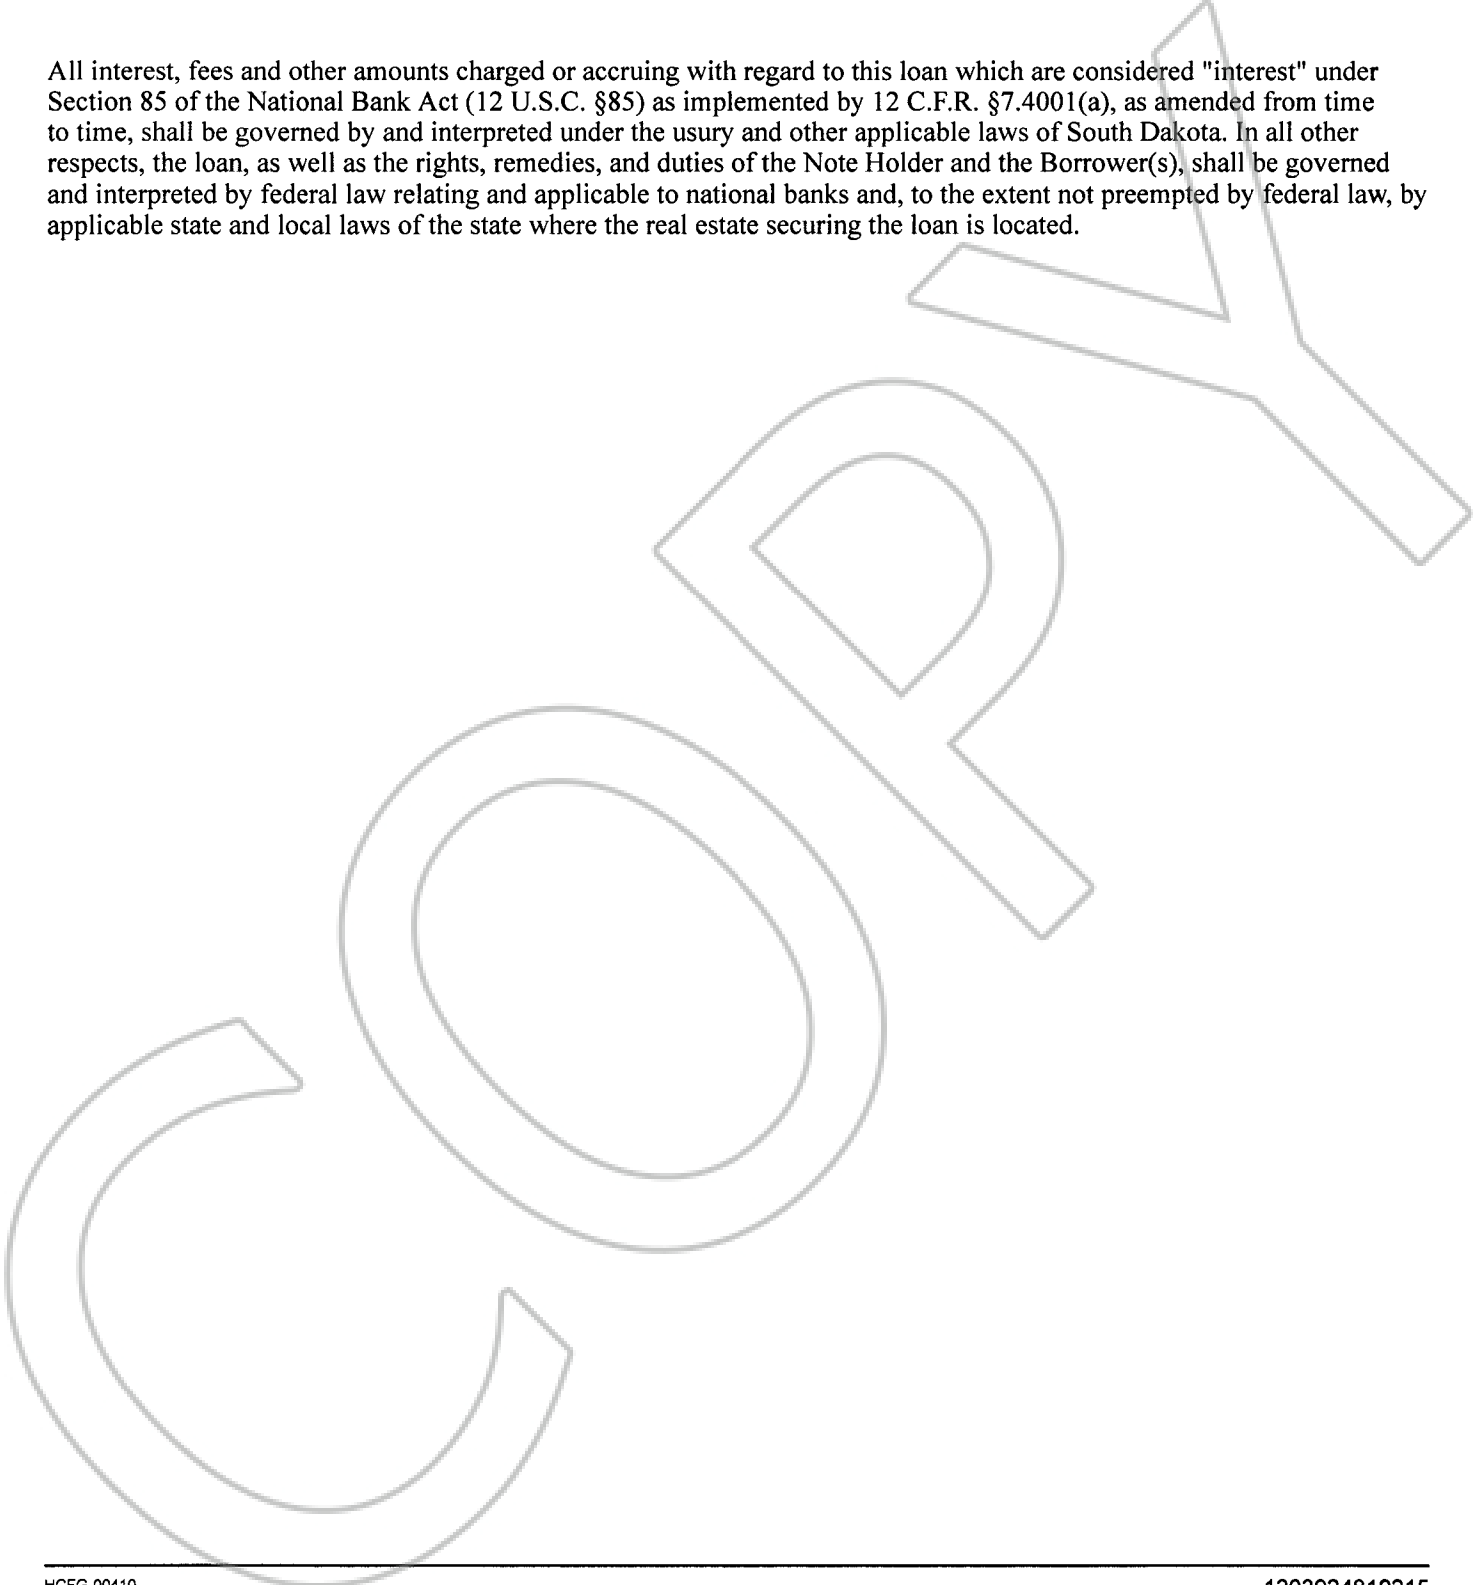 All interest, fees and other amounts charged or accruing with regard to this loan which are considered "interest" under
Section 85 of the National Bank Act (12 U.S.C. §85) as implemented by 12 C.F.R. §7.4001(a), as amended from time
to time, shall be governed by and interpreted under the usury and other applicable laws of South Dakota. In all other
respects, the loan, as well as the rights, remedies, and duties of the Note Holder and the Borrower(s), shall be governed
and interpreted by federal law relating and applicable to national banks and, to the extent not preempted by federal law, by
applicable state and local laws of the state where the real estate securing the loan is located.
COPY